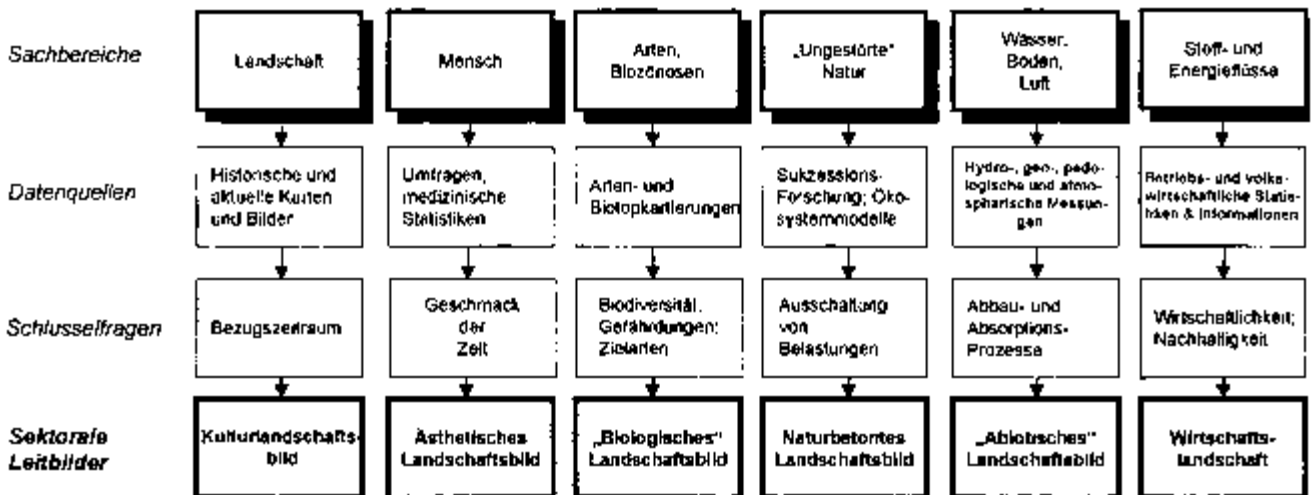 Sachbereiche
Landschaft
Mensch
Arten,
Biozönosen
„Ungestörte"
Natur
Wasser,
Boden,
Luft
Stoff- und
Energieflüsse
Datenquellen
Historische und
aktuelle Karten
und Bilder
Umfragen,
medizinische
Statistiken
Arten- und
Biotopkartierungen
Sukzessions-
Forschung; Öko-
systemmodelle
Hydro-, geo-, pedo-
logische und atmo-
sphärische Messun-
gen
Betriebs- und volks-
wirtschaftliche Statis-
tiken & Informationen
Schlusselfragen
Bezugszeitraum
Geschmack
der
Zeit
Biodiversität,
Gefährdungen;
Zielarten
Ausschaltung
von
Belastungen
Abbau- und
Absorptions-
Prozesse
Wirtschaftlichkeit;
Nachhaltigkeit
Sektorale
Leitbilder
Kulturlandschafts-
bild
Ästhetisches
Landschaftsbild
„Biologisches"
Landschaftsbild
Naturbetontes
Landschaftsbild
„Abiotisches"
Landschaftsbild
Wirtschafts-
landschaft